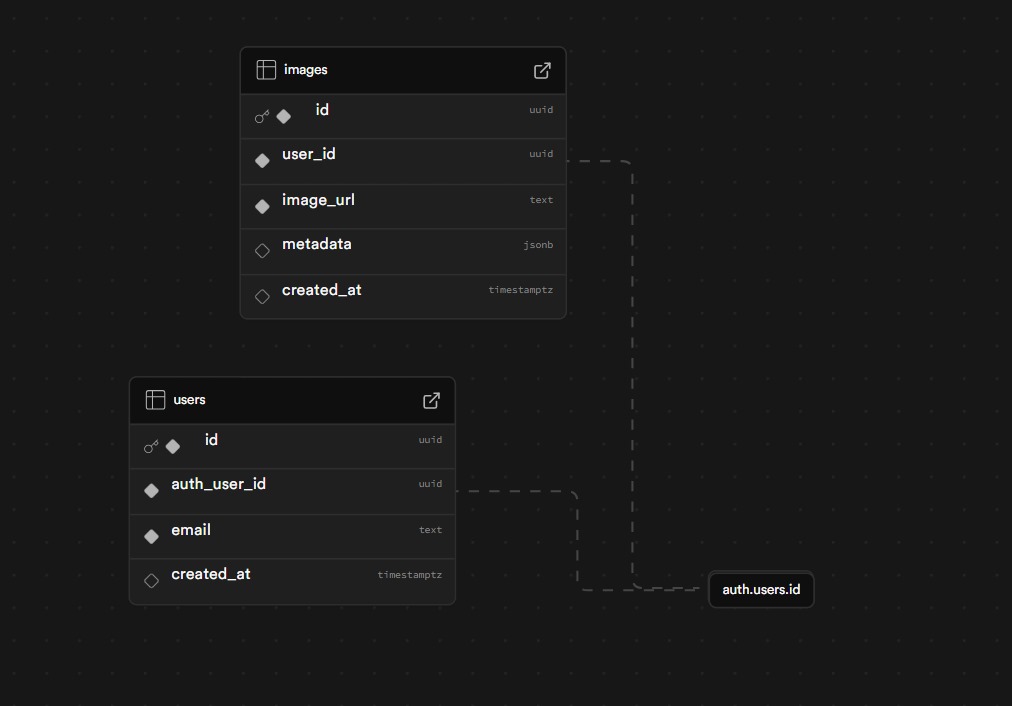 images
id uuid
user_id uuid
image_url text
metadata jsonb
created_at timestamptz
users
id uuid
auth_user_id uuid
email text
created_at timestamptz
auth.users.id